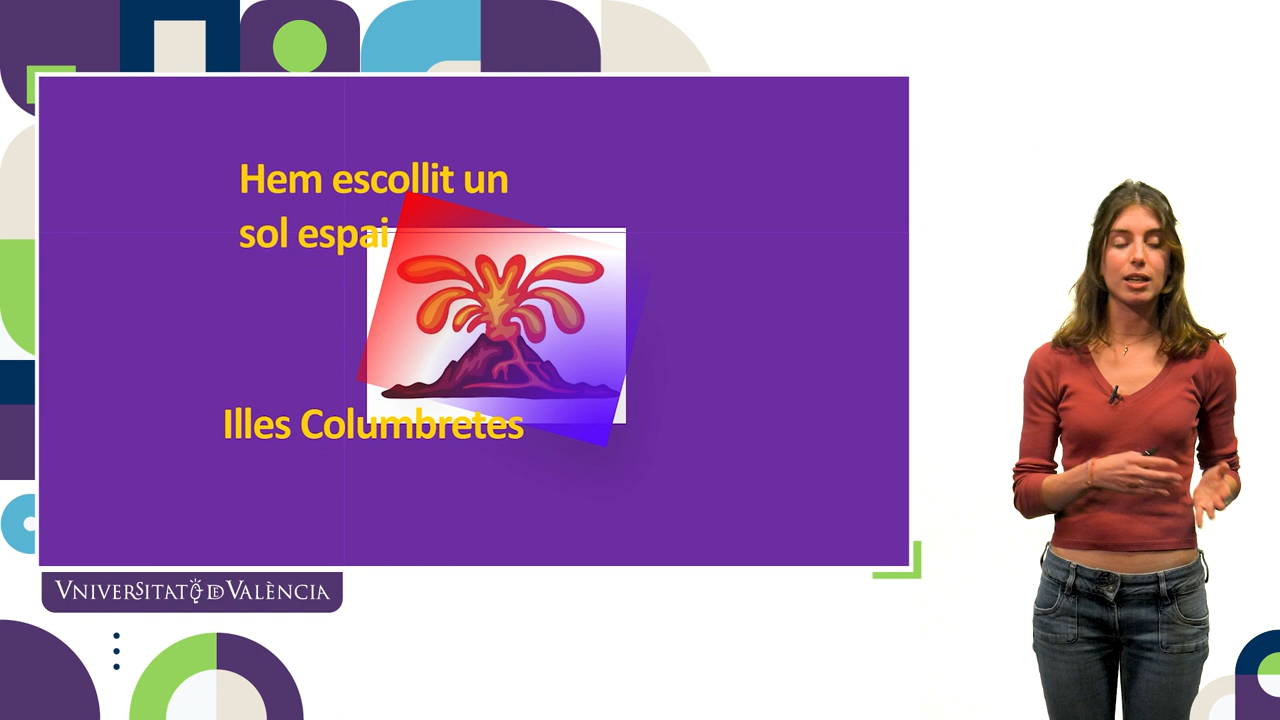 Hem escollit un
sol espai
Illes Columbretes
VNIVERSITAT DE VALÈNCIA